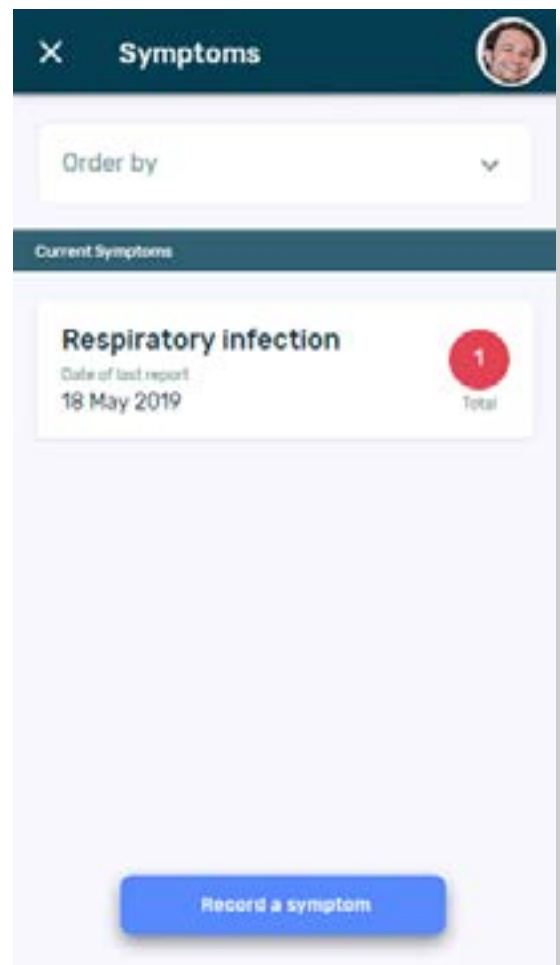 Symptoms
Order by
Current Symptoms
Respiratory infection
1
Date of last report
18 May 2019
Total
Record a symptom